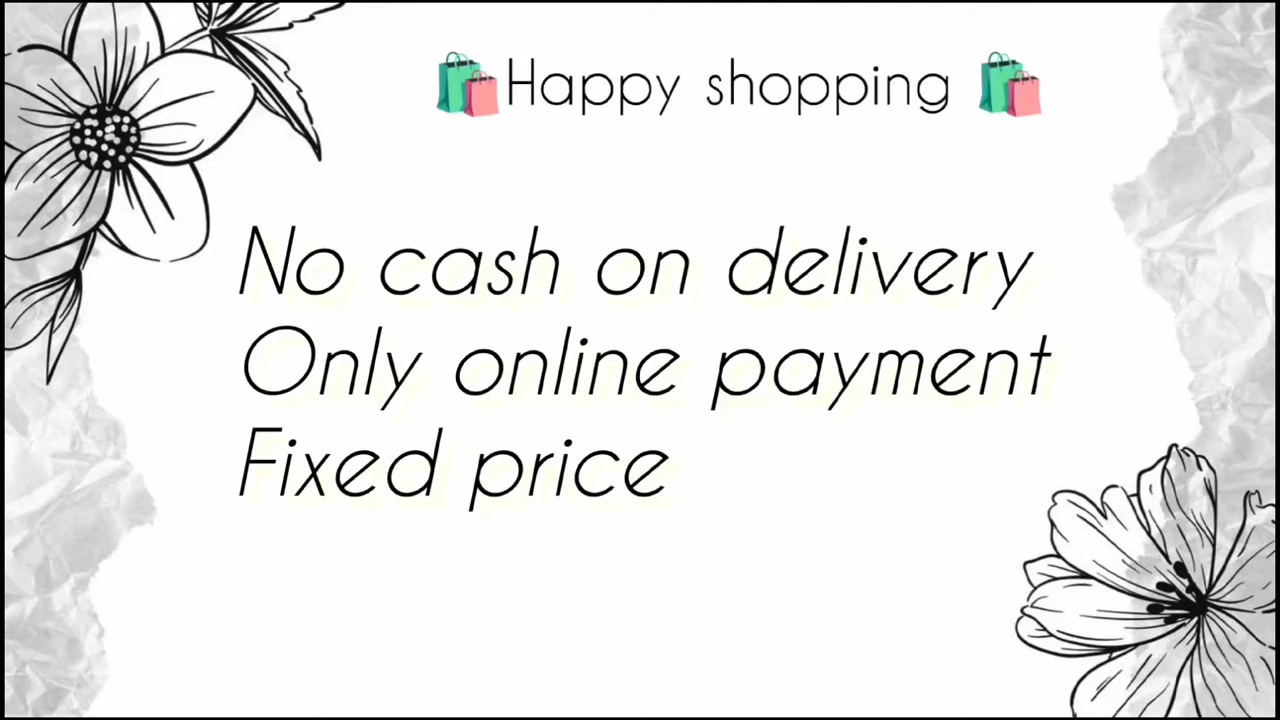 🛍️Happy shopping 🛍️
No cash on delivery
Only online payment
Fixed price